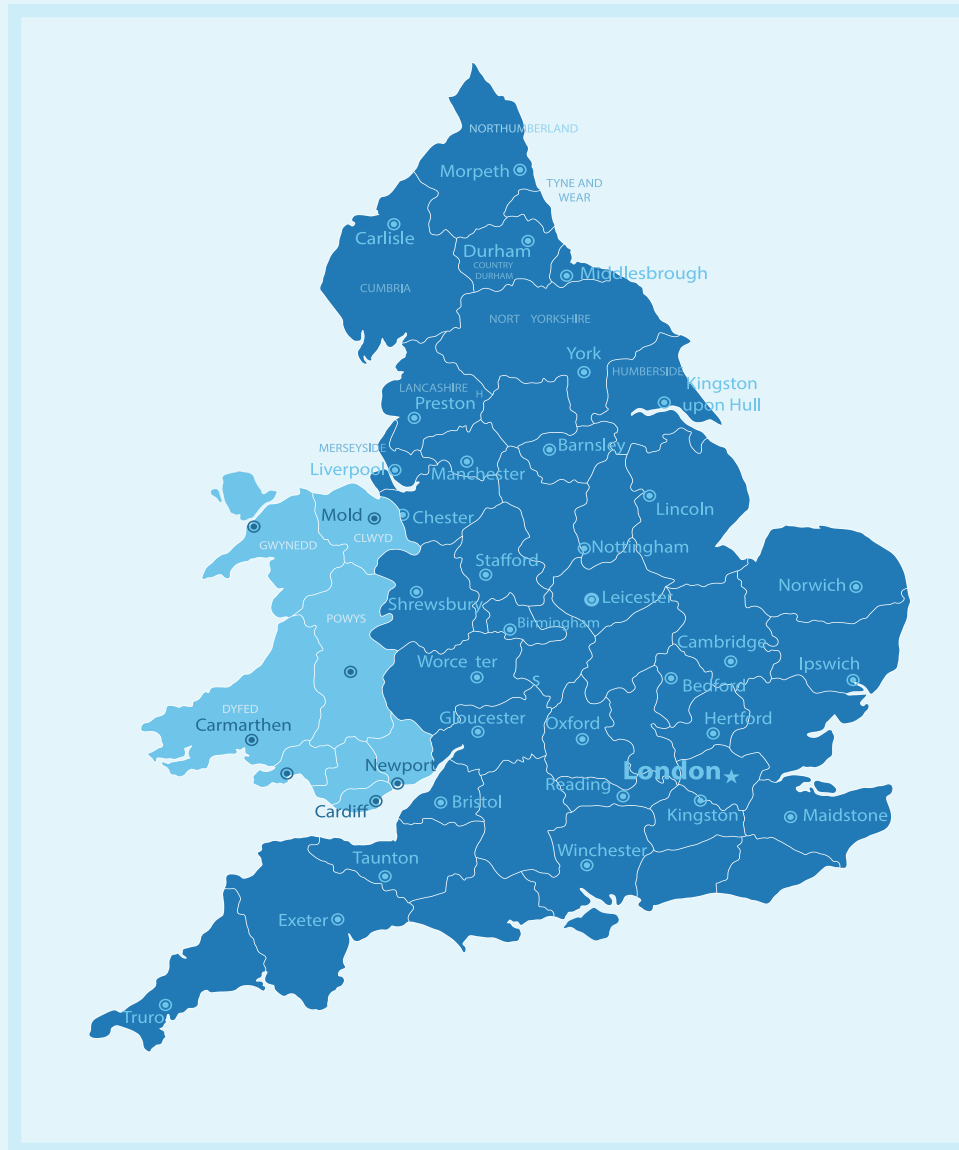 NORTHUMBERLAND
Morpeth
TYNE AND
WEAR
Carlisle
Durham
COUNTRY
DURHAM
Middlesbrough
CUMBRIA
NORT YORKSHIRE
York
HUMBERSIDE
Kingston
upon Hull
LANCASHIRE
H
Preston
MERSEYSIDE
Liverpool
Manchester
Barnsley
Lincoln
Mold
Chester
CLWYD
GWYNEDD
Nottingham
Stafford
Norwich
Shrewsbury
Leicester
POWYS
Birmingham
Cambridge
Worce ter
S
Ipswich
Bedford
DYFED
Carmarthen
Gloucester
Oxford
Hertford
Newport
London
Reading
Cardiff
Bristol
Kingston
Maidstone
Taunton
Winchester
Exeter
Truro